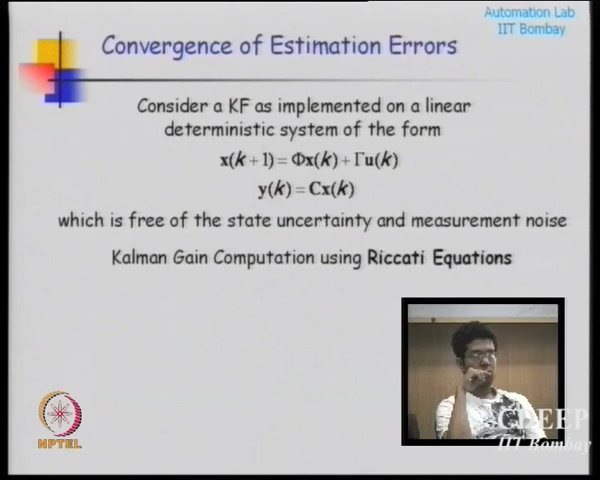 Automation Lab
IIT Bombay
Convergence of Estimation Errors
Consider a KF as implemented on a linear
deterministic system of the form
x(k+1) = Φx(k) + Γu(k)
y(k) = Cx(k)
which is free of the state uncertainty and measurement noise
Kalman Gain Computation using Riccati Equations
NPTEL
CDEEP
IIT Bombay